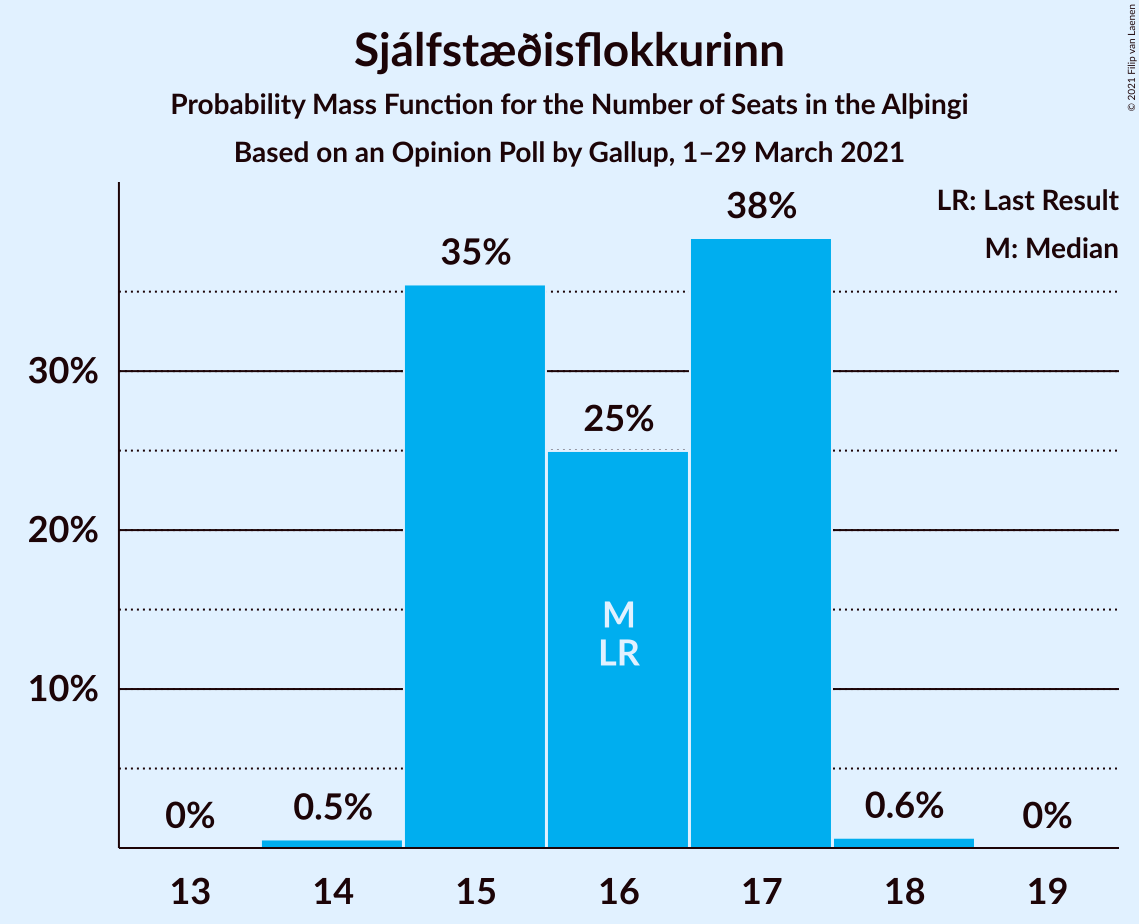 Sjálfstæðisflokkurinn
Probability Mass Function for the Number of Seats in the Alþingi
Based on an Opinion Poll by Gallup, 1–29 March 2021
© 2021 Filip van Laenen
LR: Last Result
M: Median
38%
35%
25%
30%
20%
10%
M
LR
0%
0.5%
0.6%
0%
13
14
15
16
17
18
19